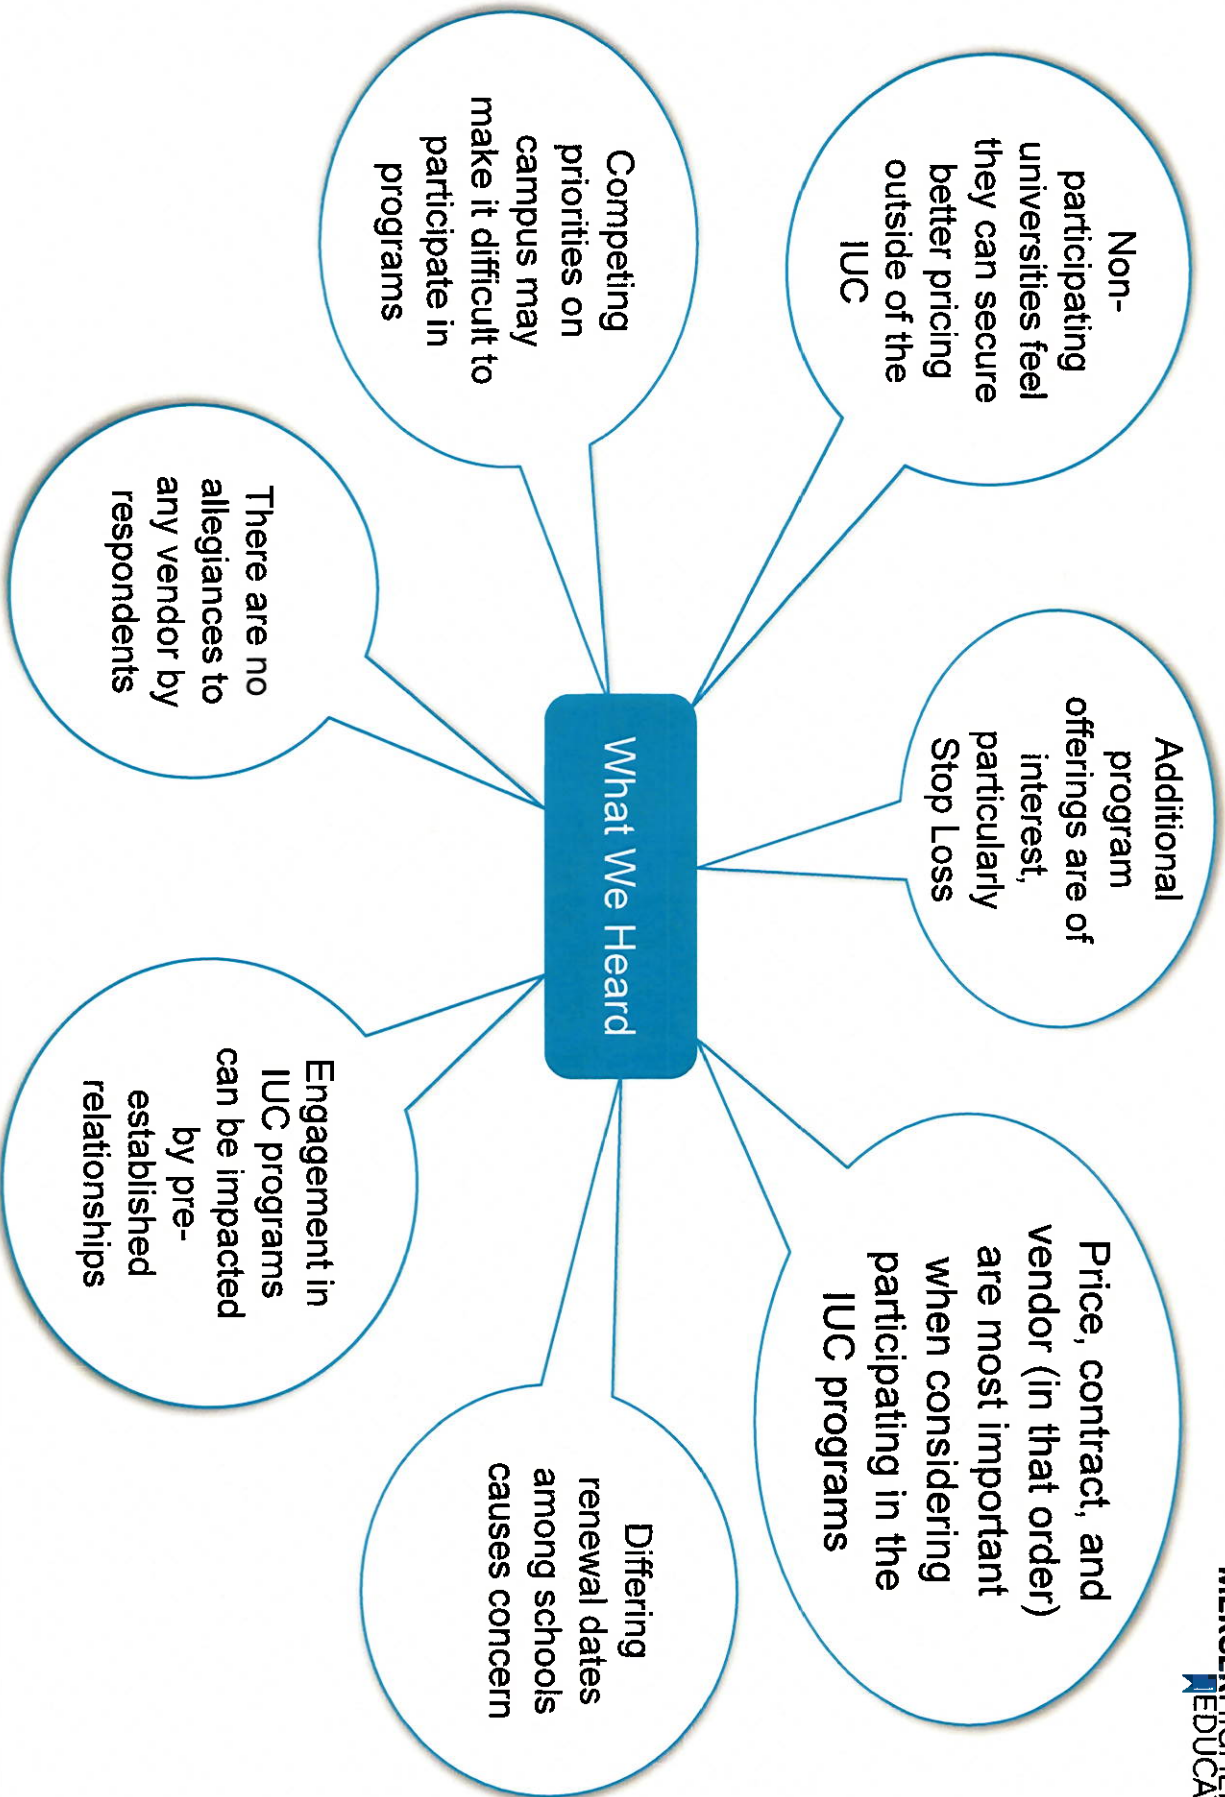 Non-
participating
universities feel
they can secure
better pricing
outside of the
IUC
Additional
program
offerings are of
interest,
particularly
Stop Loss
Price, contract, and
vendor (in that order)
are most important
when considering
participating in the
IUC programs
Competing
priorities on
campus may
make it difficult to
participate in
programs
What We Heard
Differing
renewal dates
among schools
causes concern
There are no
allegiances to
any vendor by
respondents
Engagement in
IUC programs
can be impacted
by pre-
established
relationships